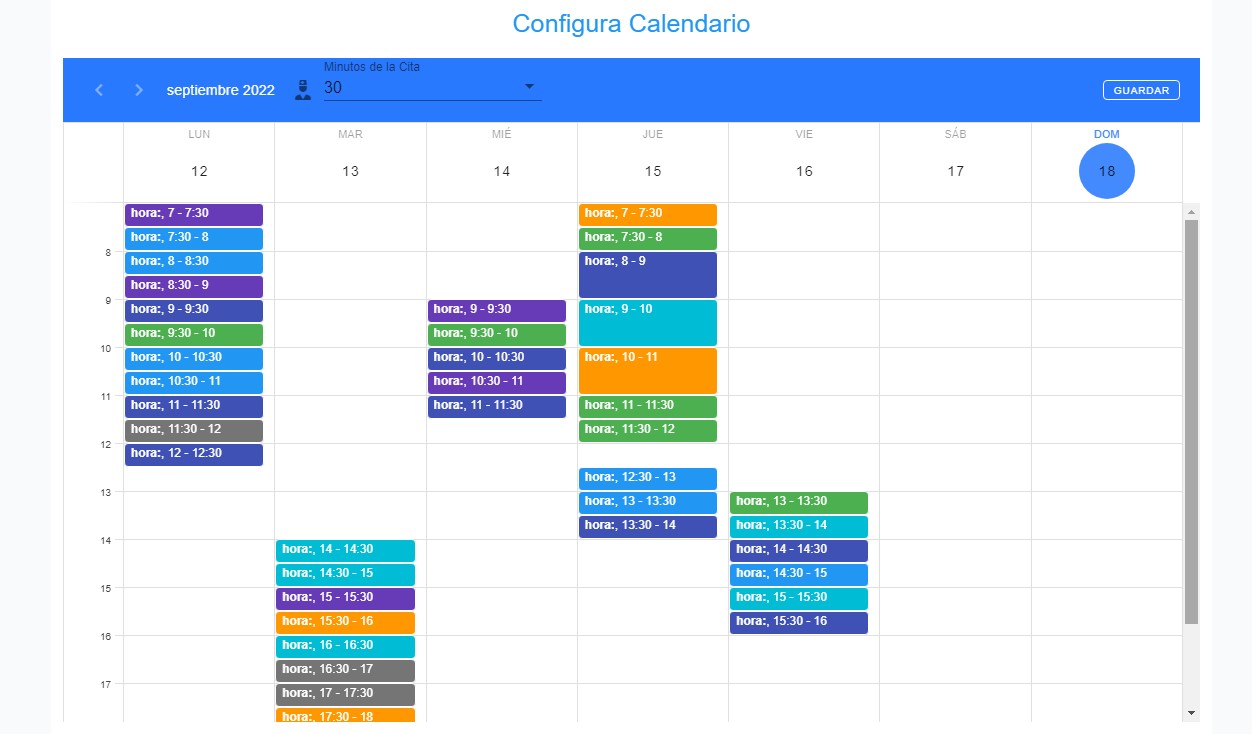 Configura Calendario
Minutos de la Cita
septiembre 2022
30
GUARDAR
LUN
MAR
MIÉ
JUE
VIE
SÁB
DOM
12
13
14
15
16
17
18
hora:, 7 - 7:30
hora:, 7:30 - 8
hora:, 8 - 8:30
hora:, 8:30 - 9
hora:, 9 - 9:30
hora:, 9:30 - 10
hora:, 10 - 10:30
hora:, 10:30 - 11
hora:, 11 - 11:30
hora:, 11:30 - 12
hora:, 12 - 12:30
hora:, 14 - 14:30
hora:, 14:30 - 15
hora:, 15 - 15:30
hora:, 15:30 - 16
hora:, 16 - 16:30
hora:, 16:30 - 17
hora:, 17 - 17:30
hora:, 17:30 - 18
hora:, 9 - 9:30
hora:, 9:30 - 10
hora:, 10 - 10:30
hora:, 10:30 - 11
hora:, 11 - 11:30
hora:, 7 - 7:30
hora:, 7:30 - 8
hora:, 8 - 9
hora:, 9 - 10
hora:, 10 - 11
hora:, 11 - 11:30
hora:, 11:30 - 12
hora:, 12:30 - 13
hora:, 13 - 13:30
hora:, 13:30 - 14
hora:, 13 - 13:30
hora:, 13:30 - 14
hora:, 14 - 14:30
hora:, 14:30 - 15
hora:, 15 - 15:30
hora:, 15:30 - 16
8
9
10
11
12
13
14
15
16
17